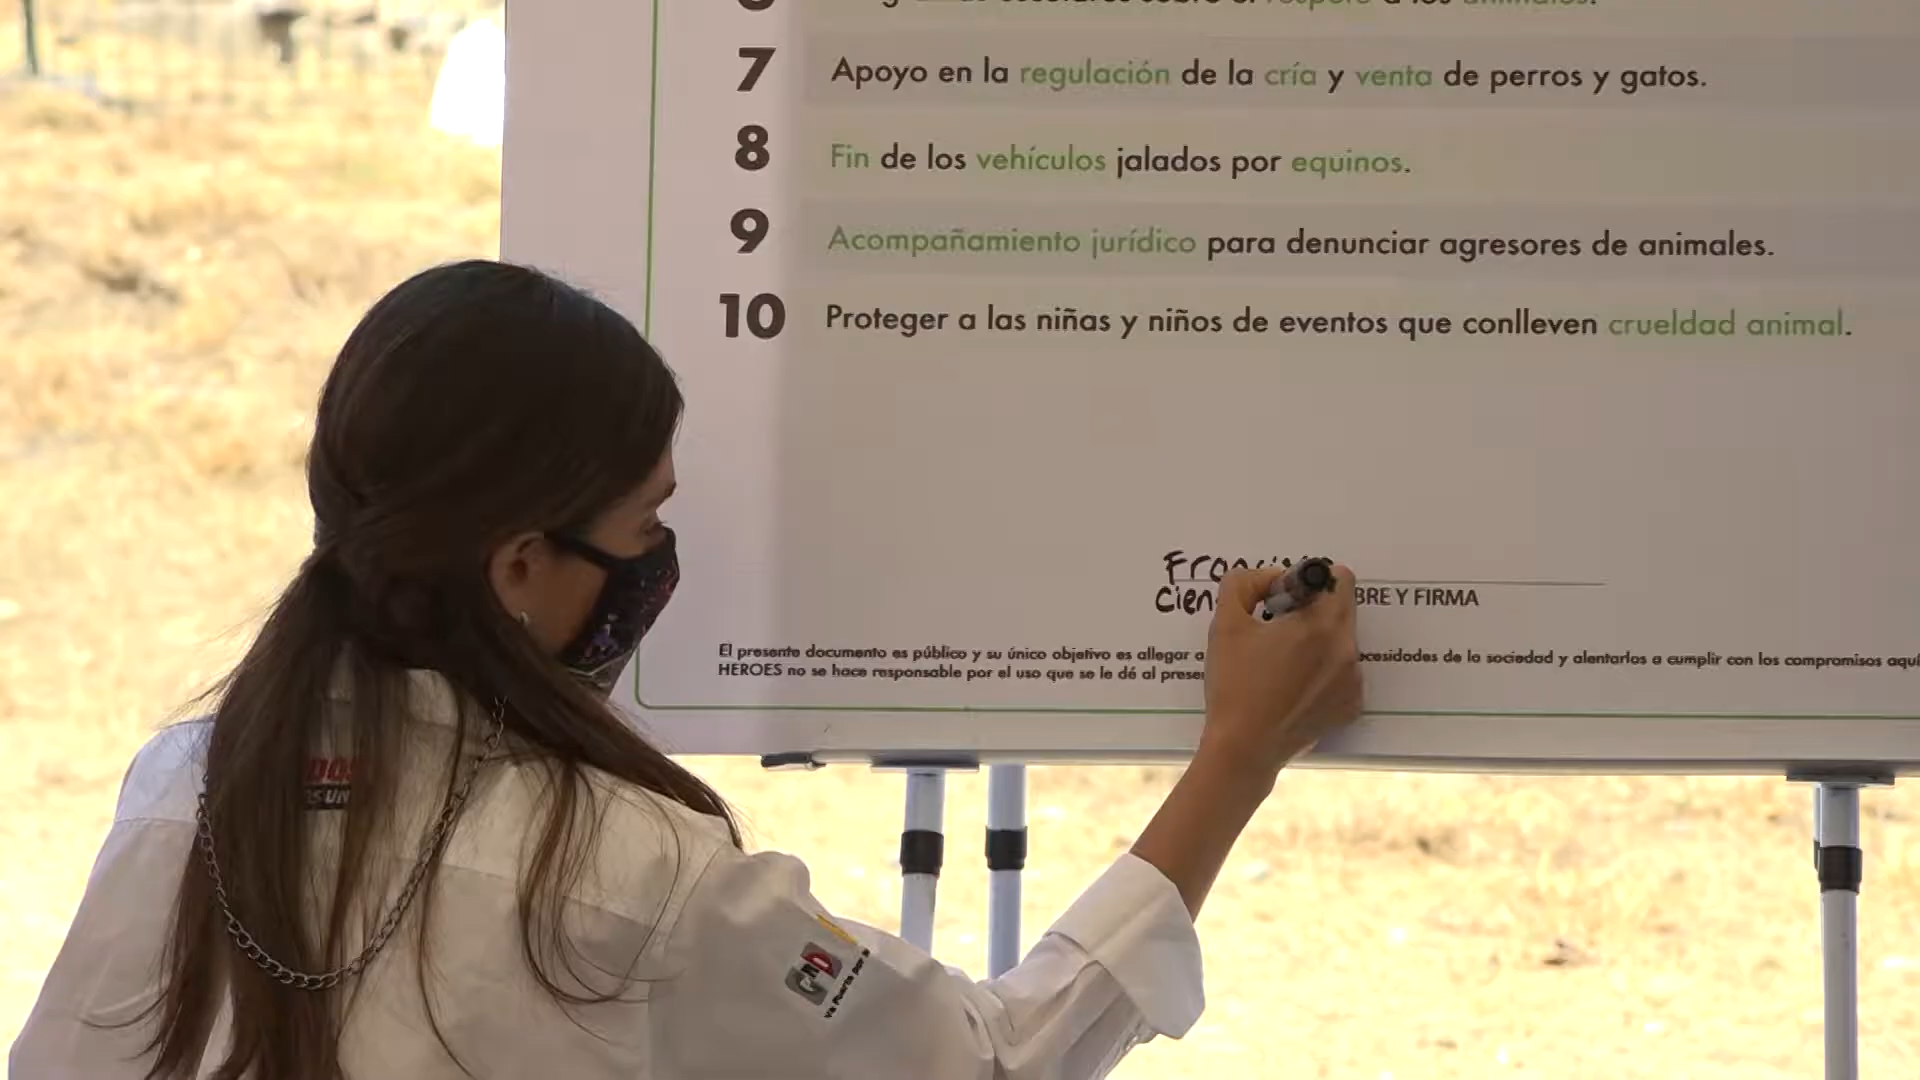 a los animales.
7 Apoyo en la regulación de la cría y venta de perros y gatos.
8 Fin de los vehículos jalados por equinos.
9 Acompañamiento jurídico para denunciar agresores de animales.
10 Proteger a las niñas y niños de eventos que conlleven crueldad animal.
BRE Y FIRMA
El presente documento es público y su único objetivo es allegar a
ecesidades de la sociedad y alentarlos a cumplir con los compromisos aquí
HEROES no se hace responsable por el uso que se le dé al prese
PRD